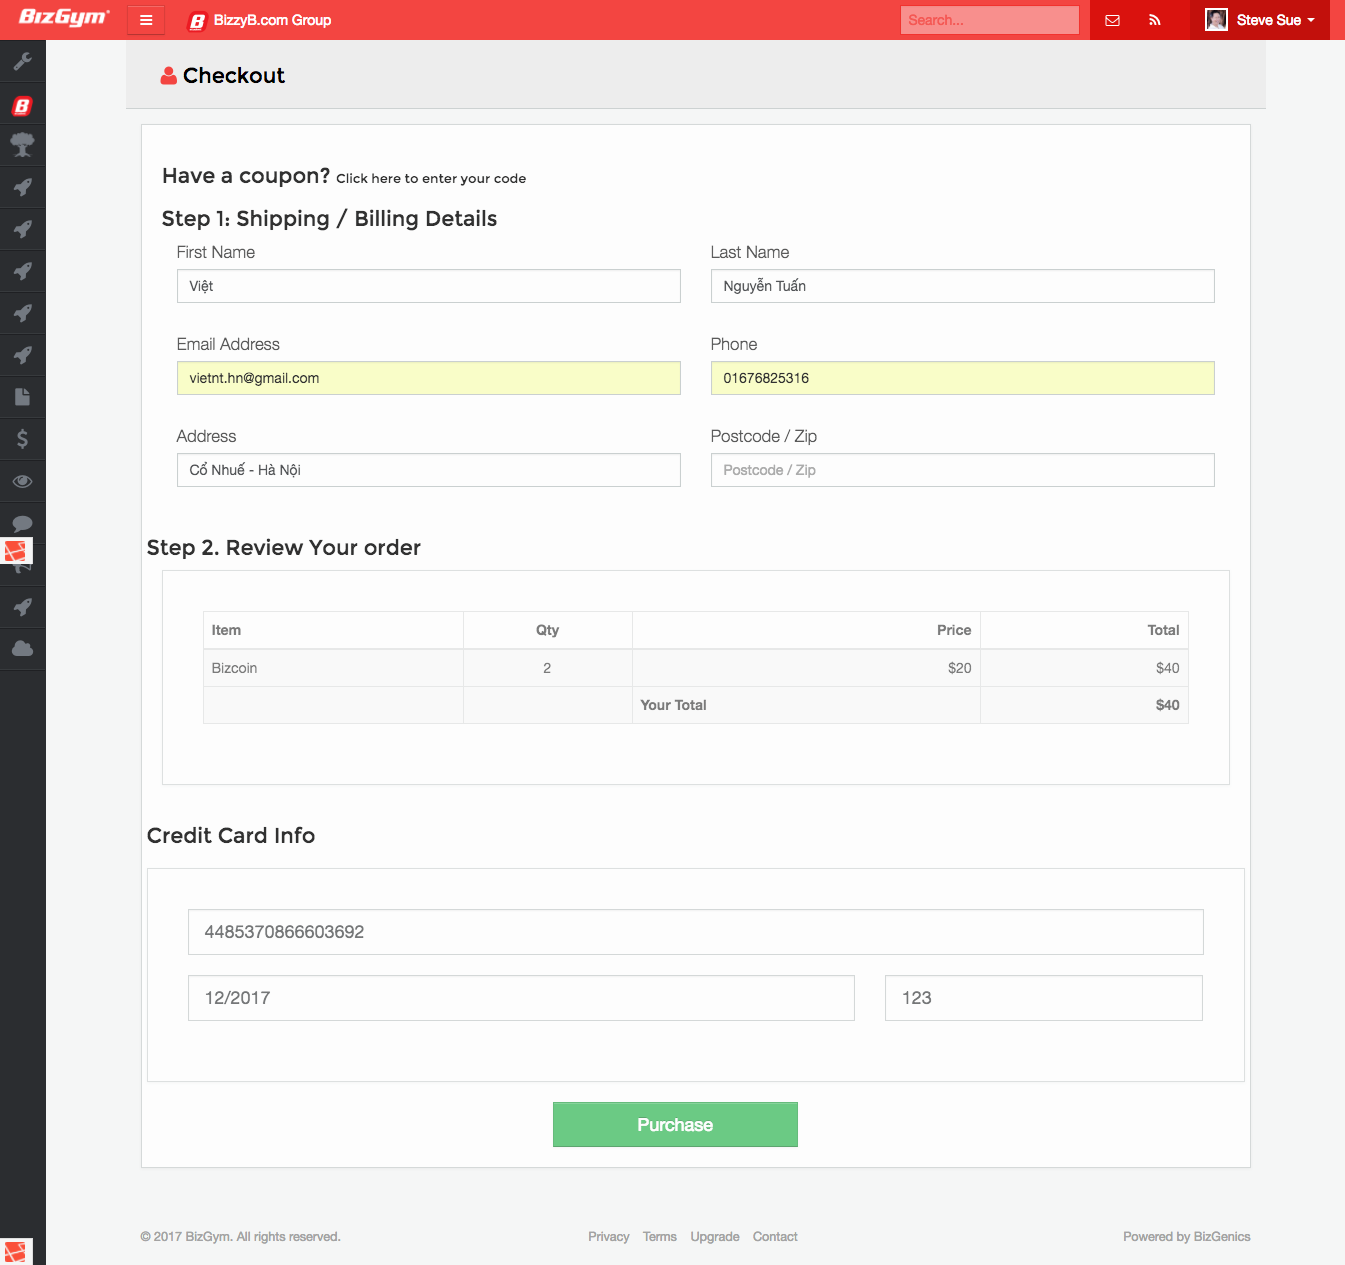 BizGym
BizzyB.com Group
Search...
Steve Sue
Checkout
Have a coupon? Click here to enter your code
Step 1: Shipping / Billing Details
First Name
Last Name
Việt
Nguyễn Tuấn
Email Address
Phone
vietnt.hn@gmail.com
01676825316
Address
Postcode / Zip
Cổ Nhuế - Hà Nội
Postcode / Zip
Step 2. Review Your order
Item Qty Price Total
Bizcoin 2 $20 $40
Your Total $40
Credit Card Info
4485370866603692
12/2017
123
Purchase
© 2017 BizGym. All rights reserved.
Privacy Terms Upgrade Contact
Powered by BizGenics